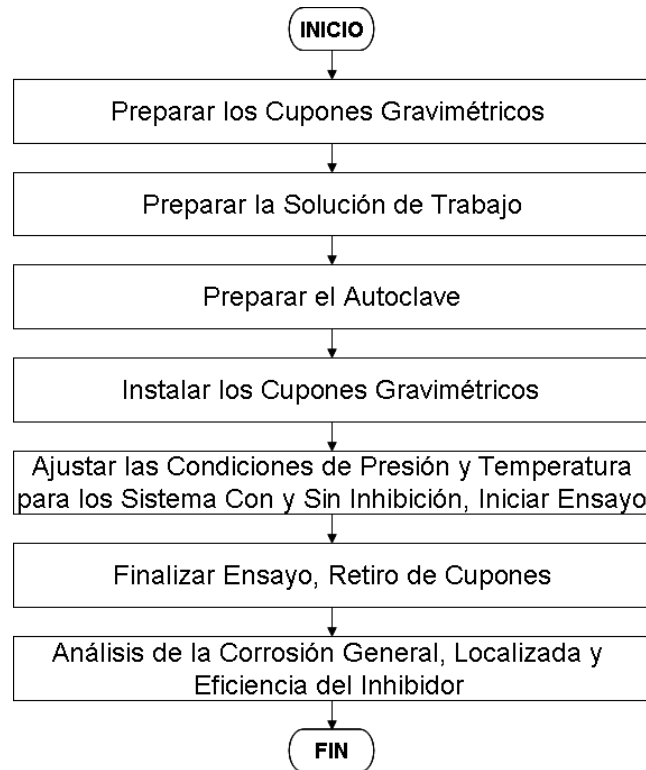 INICIO
Preparar los Cupones Gravimétricos
Preparar la Solución de Trabajo
Preparar el Autoclave
Instalar los Cupones Gravimétricos
Ajustar las Condiciones de Presión y Temperatura
para los Sistema Con y Sin Inhibición, Iniciar Ensayo
Finalizar Ensayo, Retiro de Cupones
Análisis de la Corrosión General, Localizada y
Eficiencia del Inhibidor
FIN